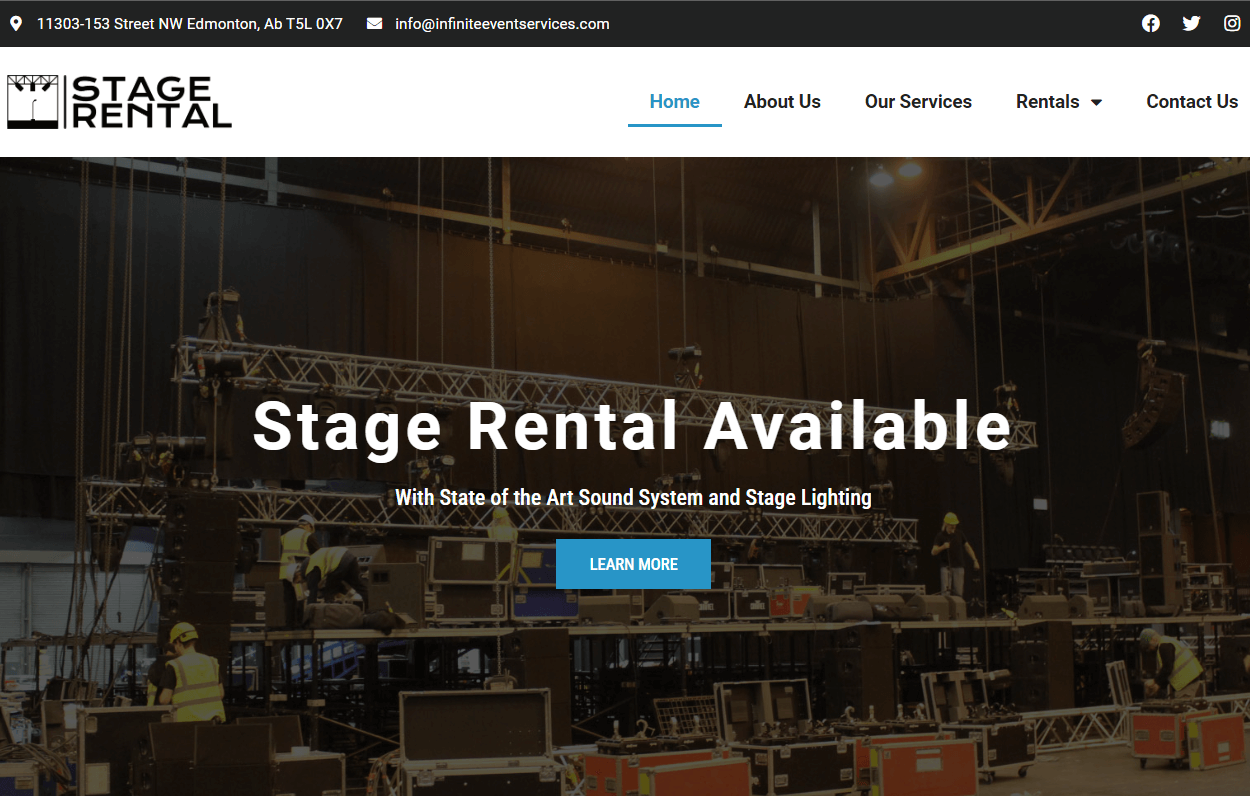 11303-153 Street NW Edmonton, Ab T5L 0X7 info@infiniteeventservices.com
STAGE
RENTAL
Home About Us Our Services Rentals Contact Us
Stage Rental Available
With State of the Art Sound System and Stage Lighting
LEARN MORE